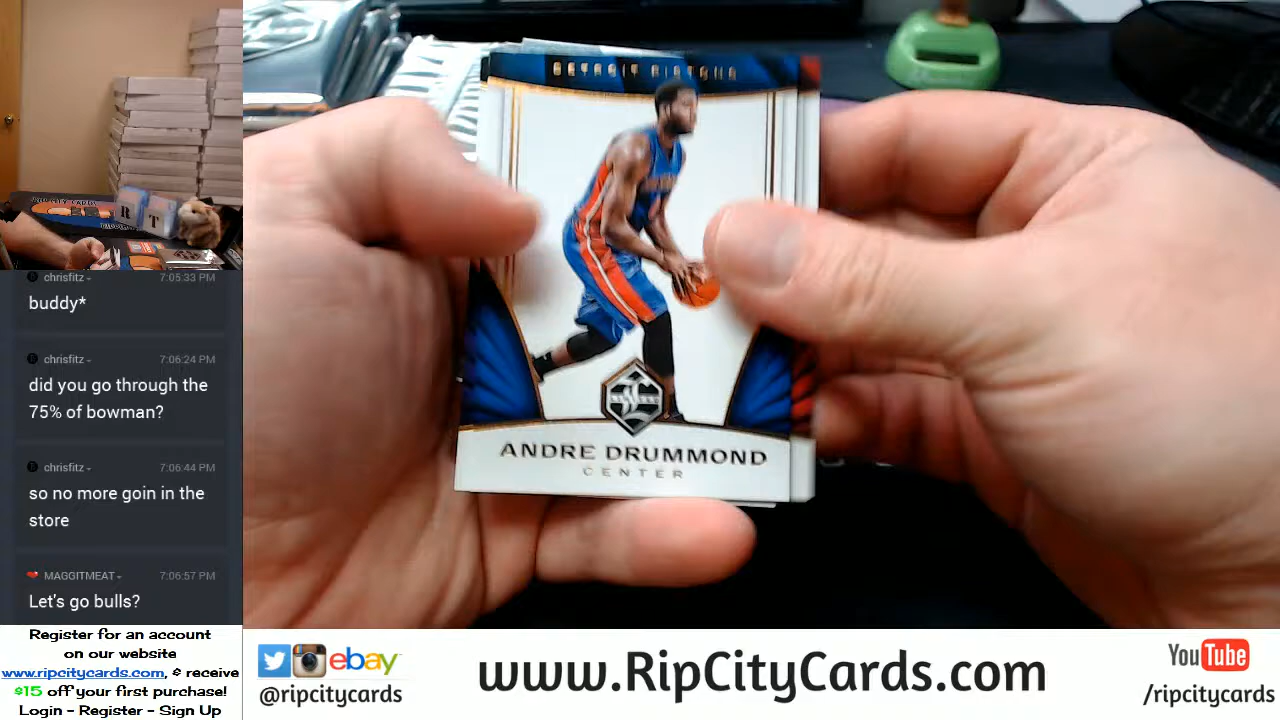 chrisfitz 7:05:33 PM
buddy*
chrisfitz 7:06:24 PM
did you go through the
75% of bowman?
chrisfitz 7:06:44 PM
so no more goin in the
store
MAGGITMEAT 7:06:57 PM
Let's go bulls?
Register for an account
on our website
www.ripcitycards.com, & receive
$15 off your first purchase!
Login - Register - Sign Up
R T
DETROIT PISTONS
ANDRE DRUMMOND
CENTER
ebay
@ripcitycards
www.RipCityCards.com
YouTube
/ripcitycards